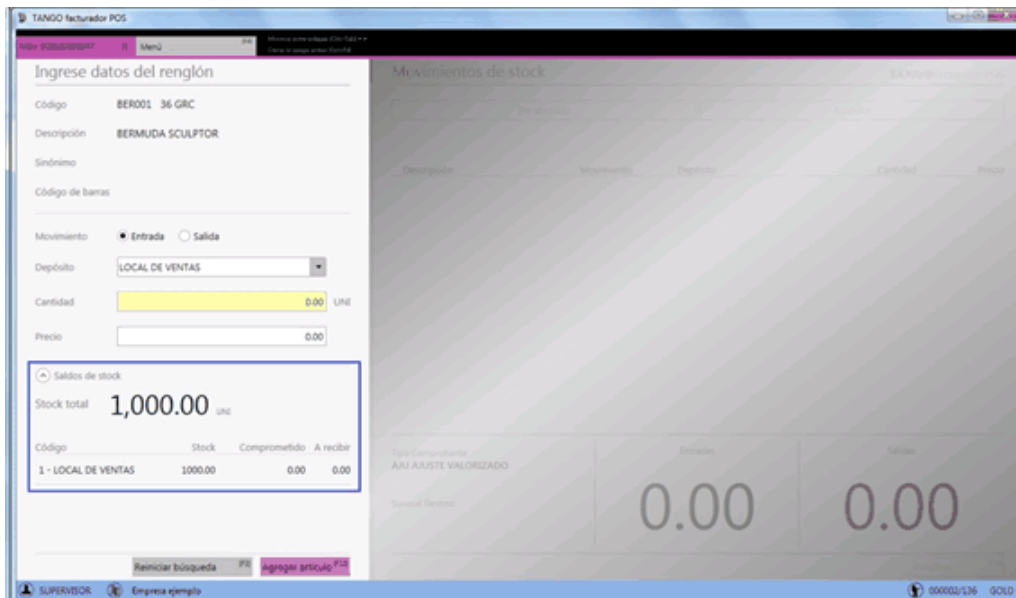 TANGO facturador POS
Menú
Ingrese datos del renglón
Movimientos de stock
Código BER001 36 GRC
Descripción BERMUDA SCULPTOR
Sinónimo
Código de barras
Descripción Movimiento Depósito Cantidad Precio
Movimiento Entrada Salida
Depósito LOCAL DE VENTAS
Cantidad 0.00 UNI
Precio 0.00
Saldos de stock
Stock total 1,000.00 UNI
Código Stock Comprometido A recibir
1 - LOCAL DE VENTAS 1000.00 0.00 0.00
Tipo Comprobante
AJU AJUSTE VALORIZADO
Entradas Salidas
0.00 0.00
Reiniciar búsqueda Agregar artículo
SUPERVISOR Empresa ejemplo 000002/136 GOLD